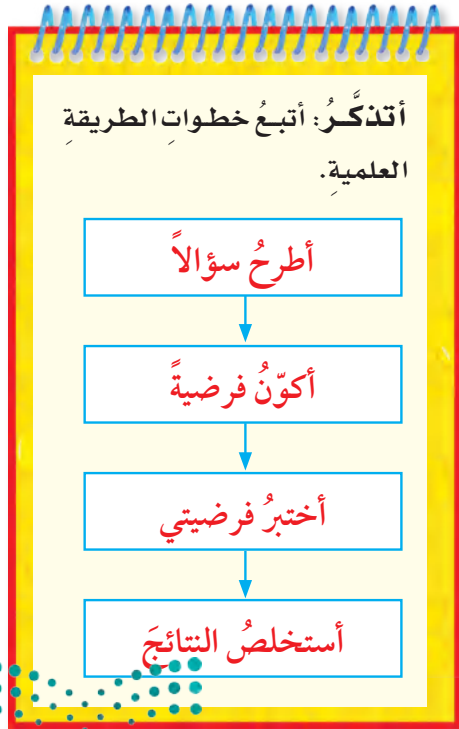 أتذكَّرُ: أتبعُ خطواتِ الطريقةِ
العلميةِ.
أطرحُ سؤالاً
أكوّنُ فرضيةً
أختبرُ فرضيتي
أستخلصُ النتائجَ